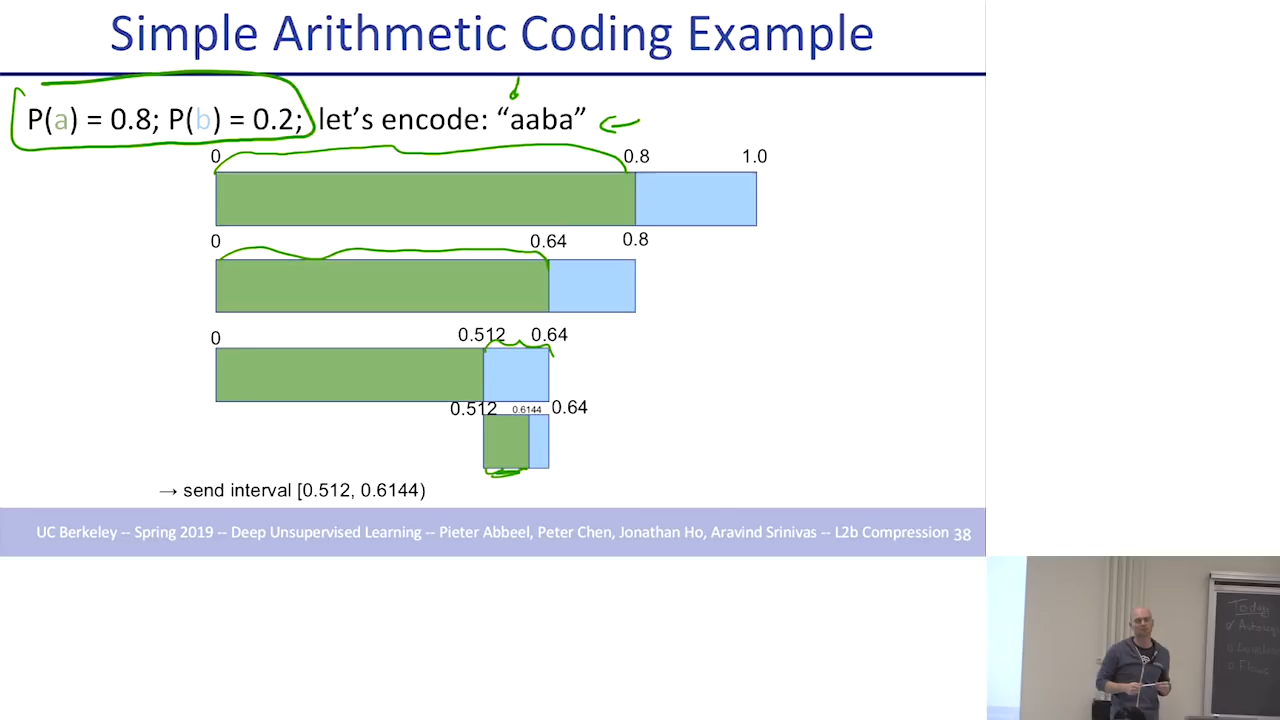 Simple Arithmetic Coding Example
P(a) = 0.8; P(b) = 0.2; let's encode: “aaba”
0 0.8 1.0
0 0.64 0.8
0 0.512 0.64
0.512 0.6144 0.64
→ send interval [0.512, 0.6144)
UC Berkeley -- Spring 2019 -- Deep Unsupervised Learning -- Pieter Abbeel, Peter Chen, Jonathan Ho, Aravind Srinivas -- L2b Compression 38
Today